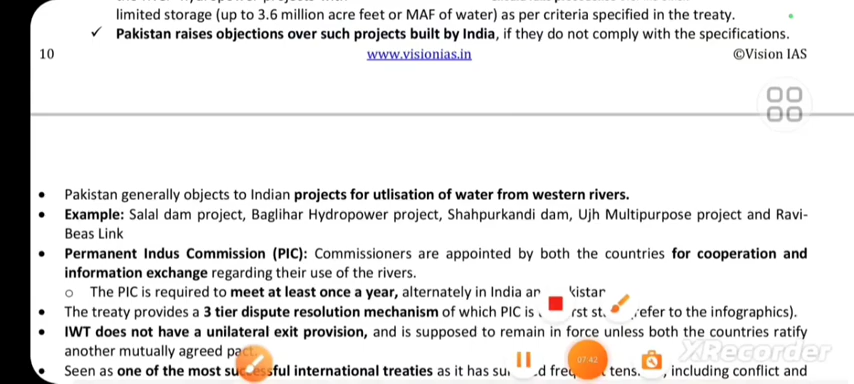 limited storage (up to 3.6 million acre feet or MAF of water) as per criteria specified in the treaty.
✓ Pakistan raises objections over such projects built by India, if they do not comply with the specifications.
10 www.visionias.in ©Vision IAS
• Pakistan generally objects to Indian projects for utlisation of water from western rivers.
• Example: Salal dam project, Baglihar Hydropower project, Shahpurkandi dam, Ujh Multipurpose project and Ravi-
Beas Link
• Permanent Indus Commission (PIC): Commissioners are appointed by both the countries for cooperation and
information exchange regarding their use of the rivers.
o The PIC is required to meet at least once a year, alternately in India
• The treaty provides a 3 tier dispute resolution mechanism of which PIC is refer to the infographics).
• IWT does not have a unilateral exit provision, and is supposed to remain in force unless both the countries ratify
another mutually agreed pact.
• Seen as one of the most successful international treaties as it has including conflict and
07:42
XRecorder